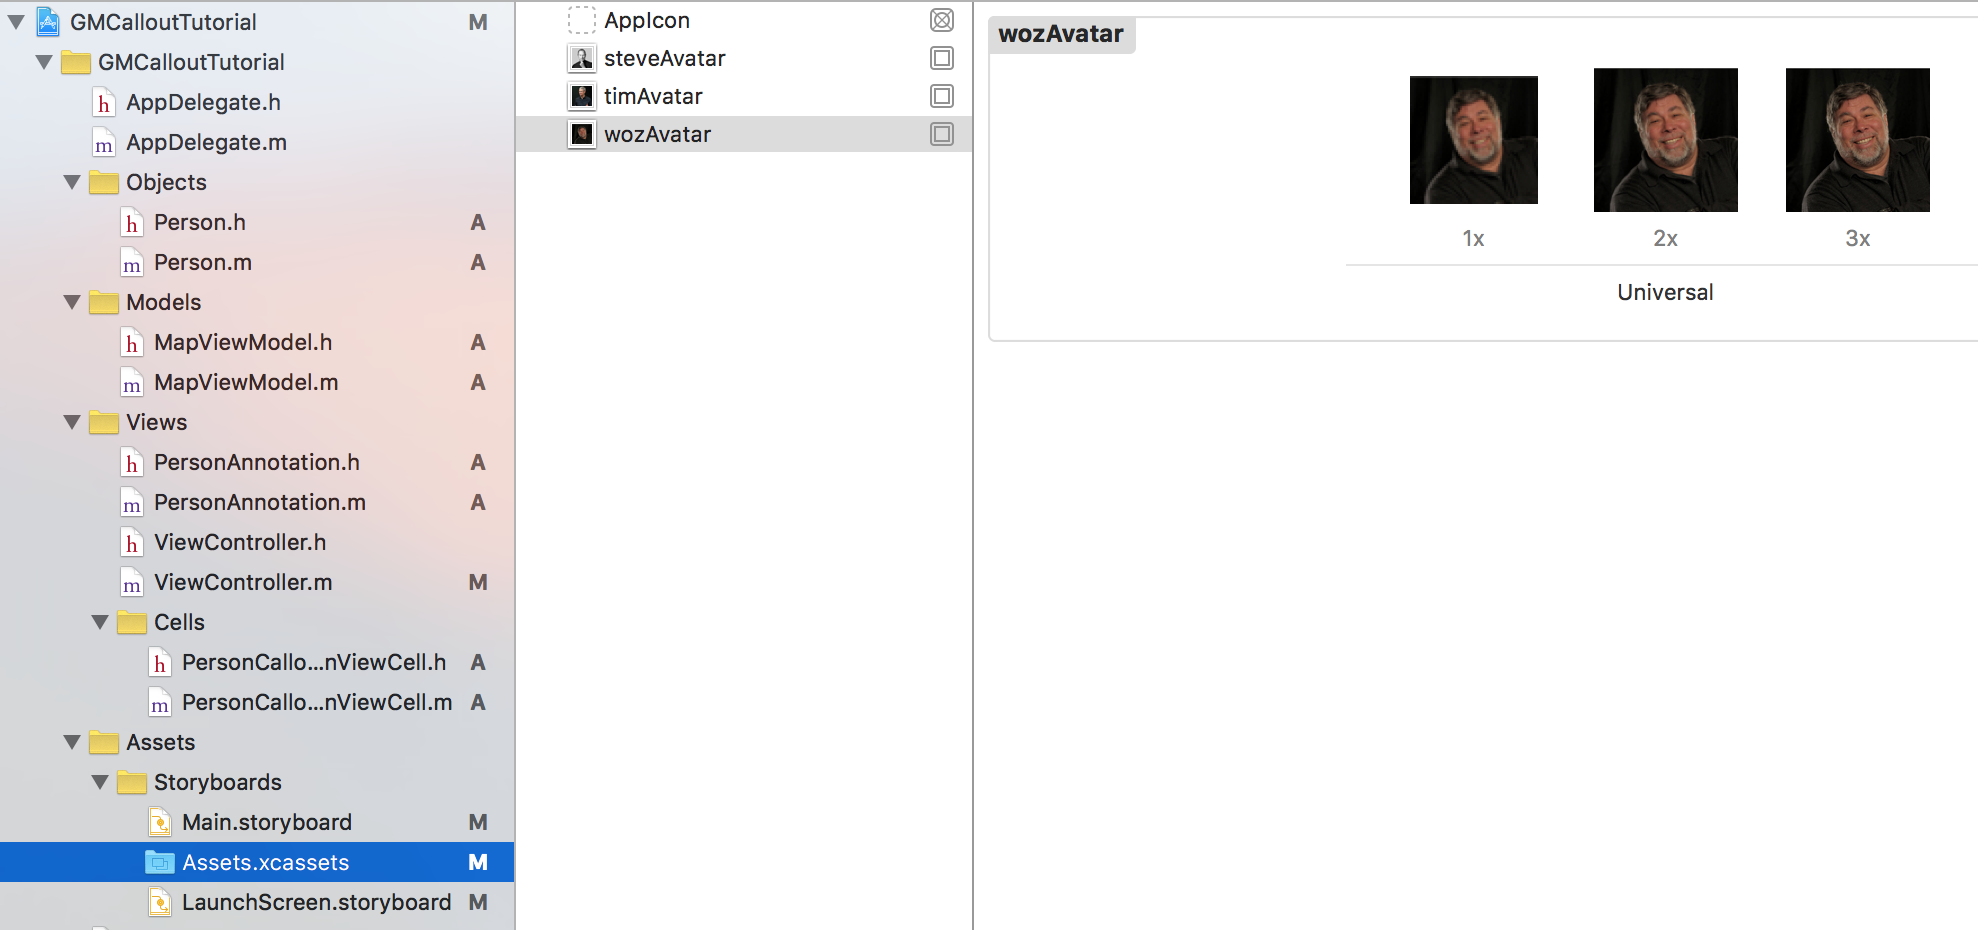 GMCalloutTutorial M
GMCalloutTutorial
AppDelegate.h
AppDelegate.m
Objects
Person.h A
Person.m A
Models
MapViewModel.h A
MapViewModel.m A
Views
PersonAnnotation.h A
PersonAnnotation.m A
ViewController.h
ViewController.m M
Cells
PersonCallo...nViewCell.h A
PersonCallo...nViewCell.m A
Assets
Storyboards
Main.storyboard M
Assets.xcassets M
LaunchScreen.storyboard M
AppIcon
steveAvatar
timAvatar
wozAvatar
wozAvatar
1x 2x 3x
Universal